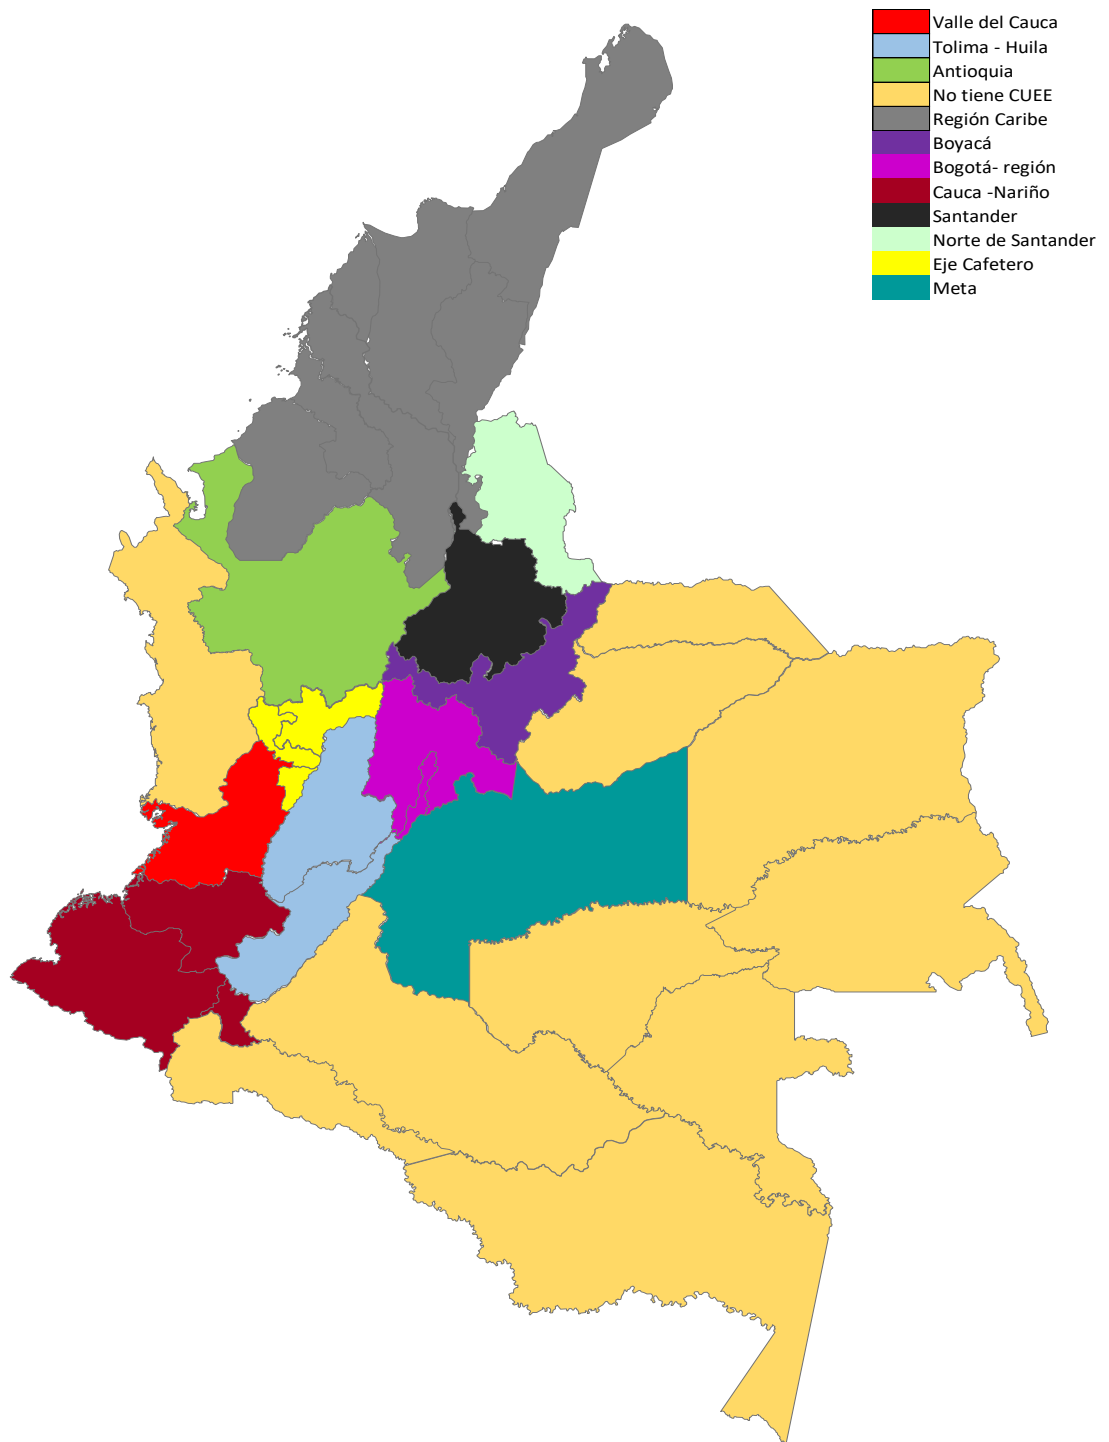 Valle del Cauca
Tolima - Huila
Antioquia
No tiene CUEE
Región Caribe
Boyacá
Bogotá- región
Cauca -Nariño
Santander
Norte de Santander
Eje Cafetero
Meta